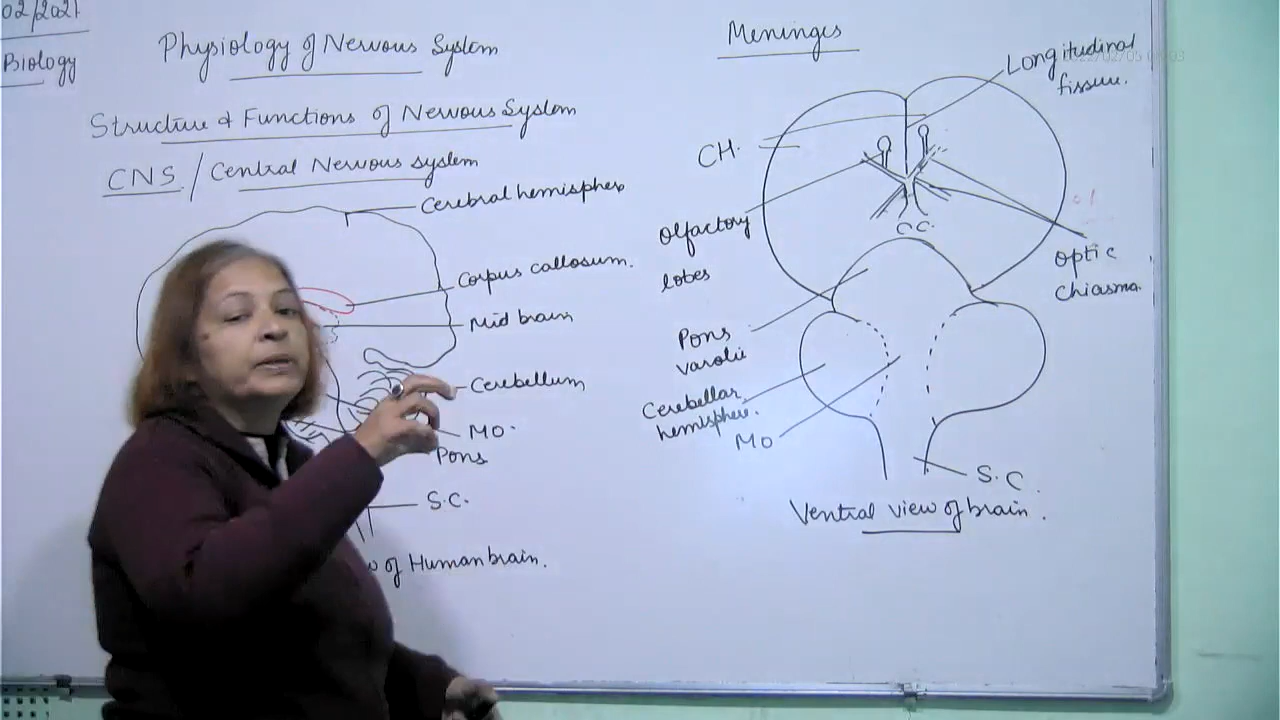 02/2021
Biology
Physiology of Nervous System
Structure & Functions of Nervous System
CNS / Central Nervous system
Cerebral hemisphere
Corpus callosum.
Mid brain
Cerebellum
MO.
Pons
S.C.
of Human brain.
Meninges
Longitudinal
fissure.
CH.
Olfactory
lobes
CC.
Optic
Chiasma.
Pons
varolii
Cerebellar
hemisphere.
MO
S.C.
Ventral view of brain.